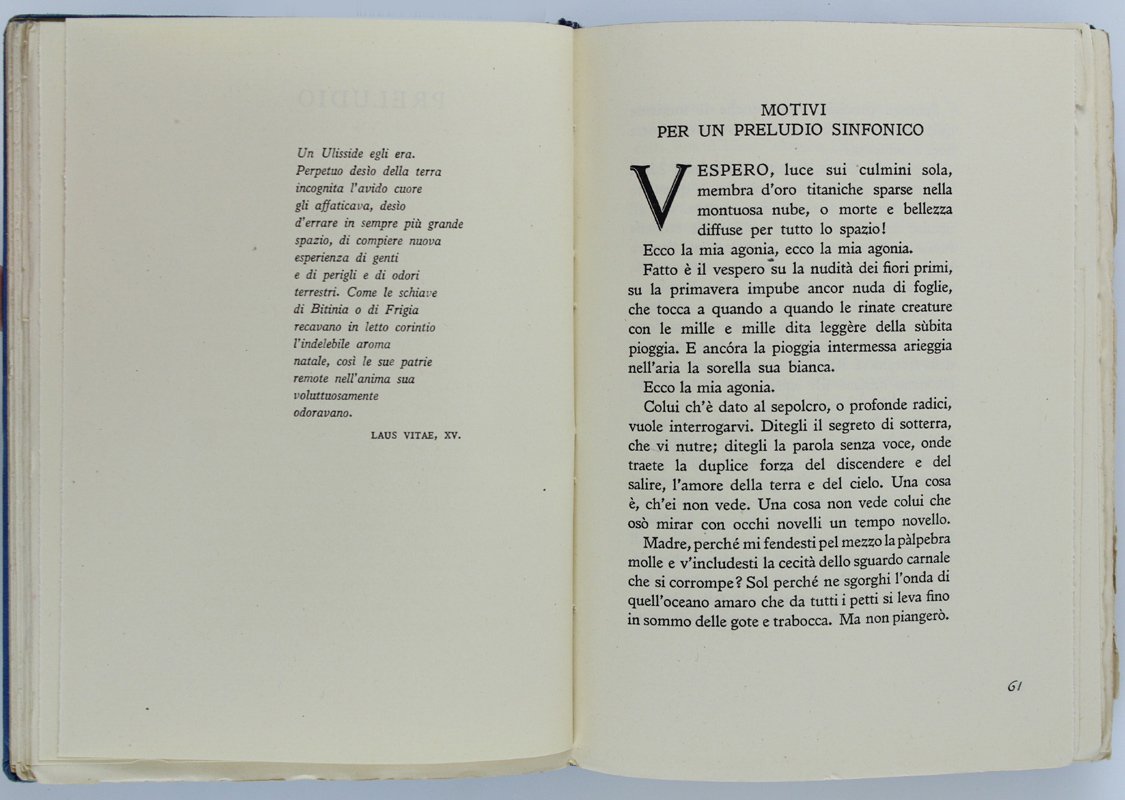 PRELUDIO
Un Ulisside egli era.
Perpetuo desìo della terra
incognita l'avido cuore
gli affaticava, desìo
d'errare in sempre più grande
spazio, di compiere nuova
esperienza di genti
e di perigli e di odori
terrestri. Come le schiave
di Bitinia o di Frigia
recavano in letto corintio
l'indelebile aroma
natale, così le sue patrie
remote nell'anima sua
voluttuosamente
odoravano.
LAUS VITAE, XV.
MOTIVI
PER UN PRELUDIO SINFONICO
VESPERO, luce sui culmini sola,
membra d'oro titaniche sparse nella
montuosa nube, o morte e bellezza
diffuse per tutto lo spazio!
Ecco la mia agonia, ecco la mia agonia.
Fatto è il vespero su la nudità dei fiori primi,
su la primavera impube ancor nuda di foglie,
che tocca a quando a quando le rinate creature
con le mille e mille dita leggère della sùbita
pioggia. E ancóra la pioggia intermessa arieggia
nell'aria la sorella sua bianca.
Ecco la mia agonia.
Colui ch'è dato al sepolcro, o profonde radici,
vuole interrogarvi. Ditegli il segreto di sotterra,
che vi nutre; ditegli la parola senza voce, onde
traete la duplice forza del discendere e del
salire, l'amore della terra e del cielo. Una cosa
è, ch'ei non vede. Una cosa non vede colui che
osò mirar con occhi novelli un tempo novello.
Madre, perché mi fendesti pel mezzo la pàlpebra
molle e v'includesti la cecità dello sguardo carnale
che si corrompe? Sol perché ne sgorghi l'onda di
quell'oceano amaro che da tutti i petti si leva fino
in sommo delle gote e trabocca. Ma non piangerò.
61